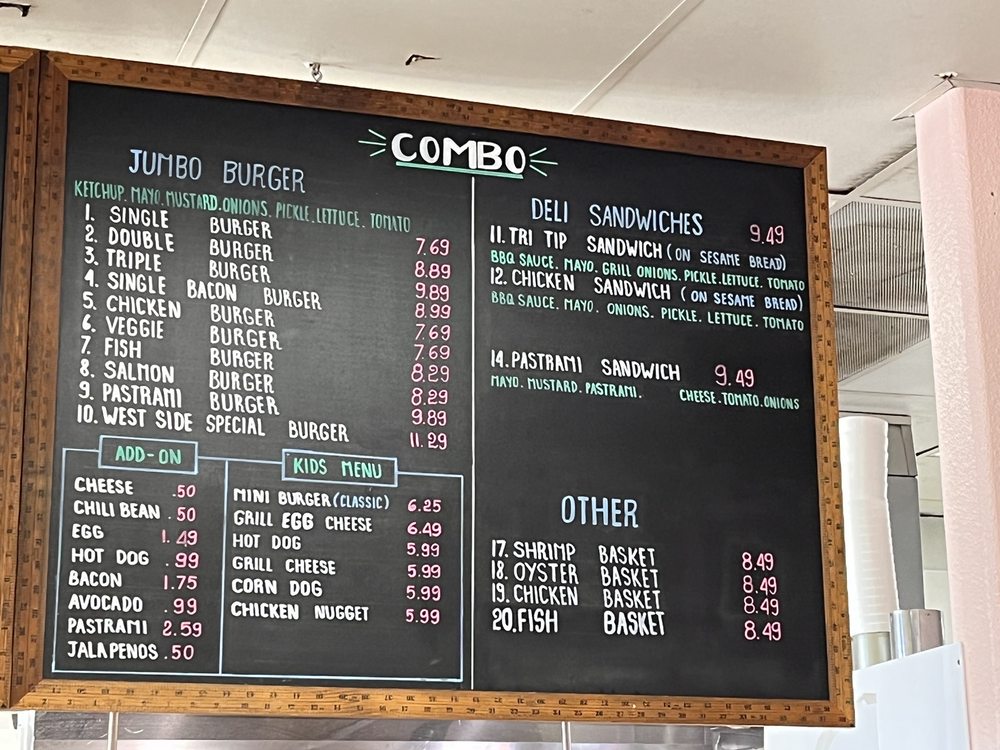 COMBO
JUMBO BURGER
KETCHUP. MAYO. MUSTARD. ONIONS. PICKLE. LETTUCE. TOMATO
1. SINGLE BURGER 7.69
2. DOUBLE BURGER 8.89
3. TRIPLE BURGER 9.89
4. SINGLE BACON BURGER 8.99
5. CHICKEN BURGER 7.69
6. VEGGIE BURGER 7.69
7. FISH BURGER 8.29
8. SALMON BURGER 8.29
9. PASTRAMI BURGER 9.89
10. WEST SIDE SPECIAL BURGER 11.29
ADD-ON
CHEESE .50
CHILI BEAN .50
EGG 1.49
HOT DOG .99
BACON 1.75
AVOCADO .99
PASTRAMI 2.59
JALAPENOS .50
KIDS MENU
MINI BURGER (CLASSIC) 6.25
GRILL EGG CHEESE 6.49
HOT DOG 5.99
GRILL CHEESE 5.99
CORN DOG 5.99
CHICKEN NUGGET 5.99
DELI SANDWICHES 9.49
11. TRI TIP SANDWICH (ON SESAME BREAD)
BBQ SAUCE. MAYO. GRILL ONIONS. PICKLE. LETTUCE. TOMATO
12. CHICKEN SANDWICH (ON SESAME BREAD)
BBQ SAUCE. MAYO. ONIONS. PICKLE. LETTUCE. TOMATO
14. PASTRAMI SANDWICH 9.49
MAYO. MUSTARD. PASTRAMI. CHEESE. TOMATO. ONIONS
OTHER
17. SHRIMP BASKET 8.49
18. OYSTER BASKET 8.49
19. CHICKEN BASKET 8.49
20. FISH BASKET 8.49